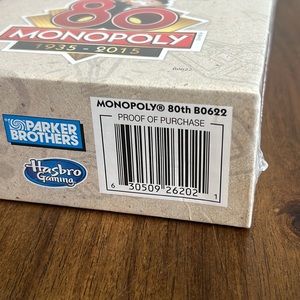 80
MONOPOLY
1935 - 2015
B0622
MONOPOLY® 80th B0622
PROOF OF PURCHASE
PARKER
BROTHERS
Hasbro
Gaming
6 30509 26202 1